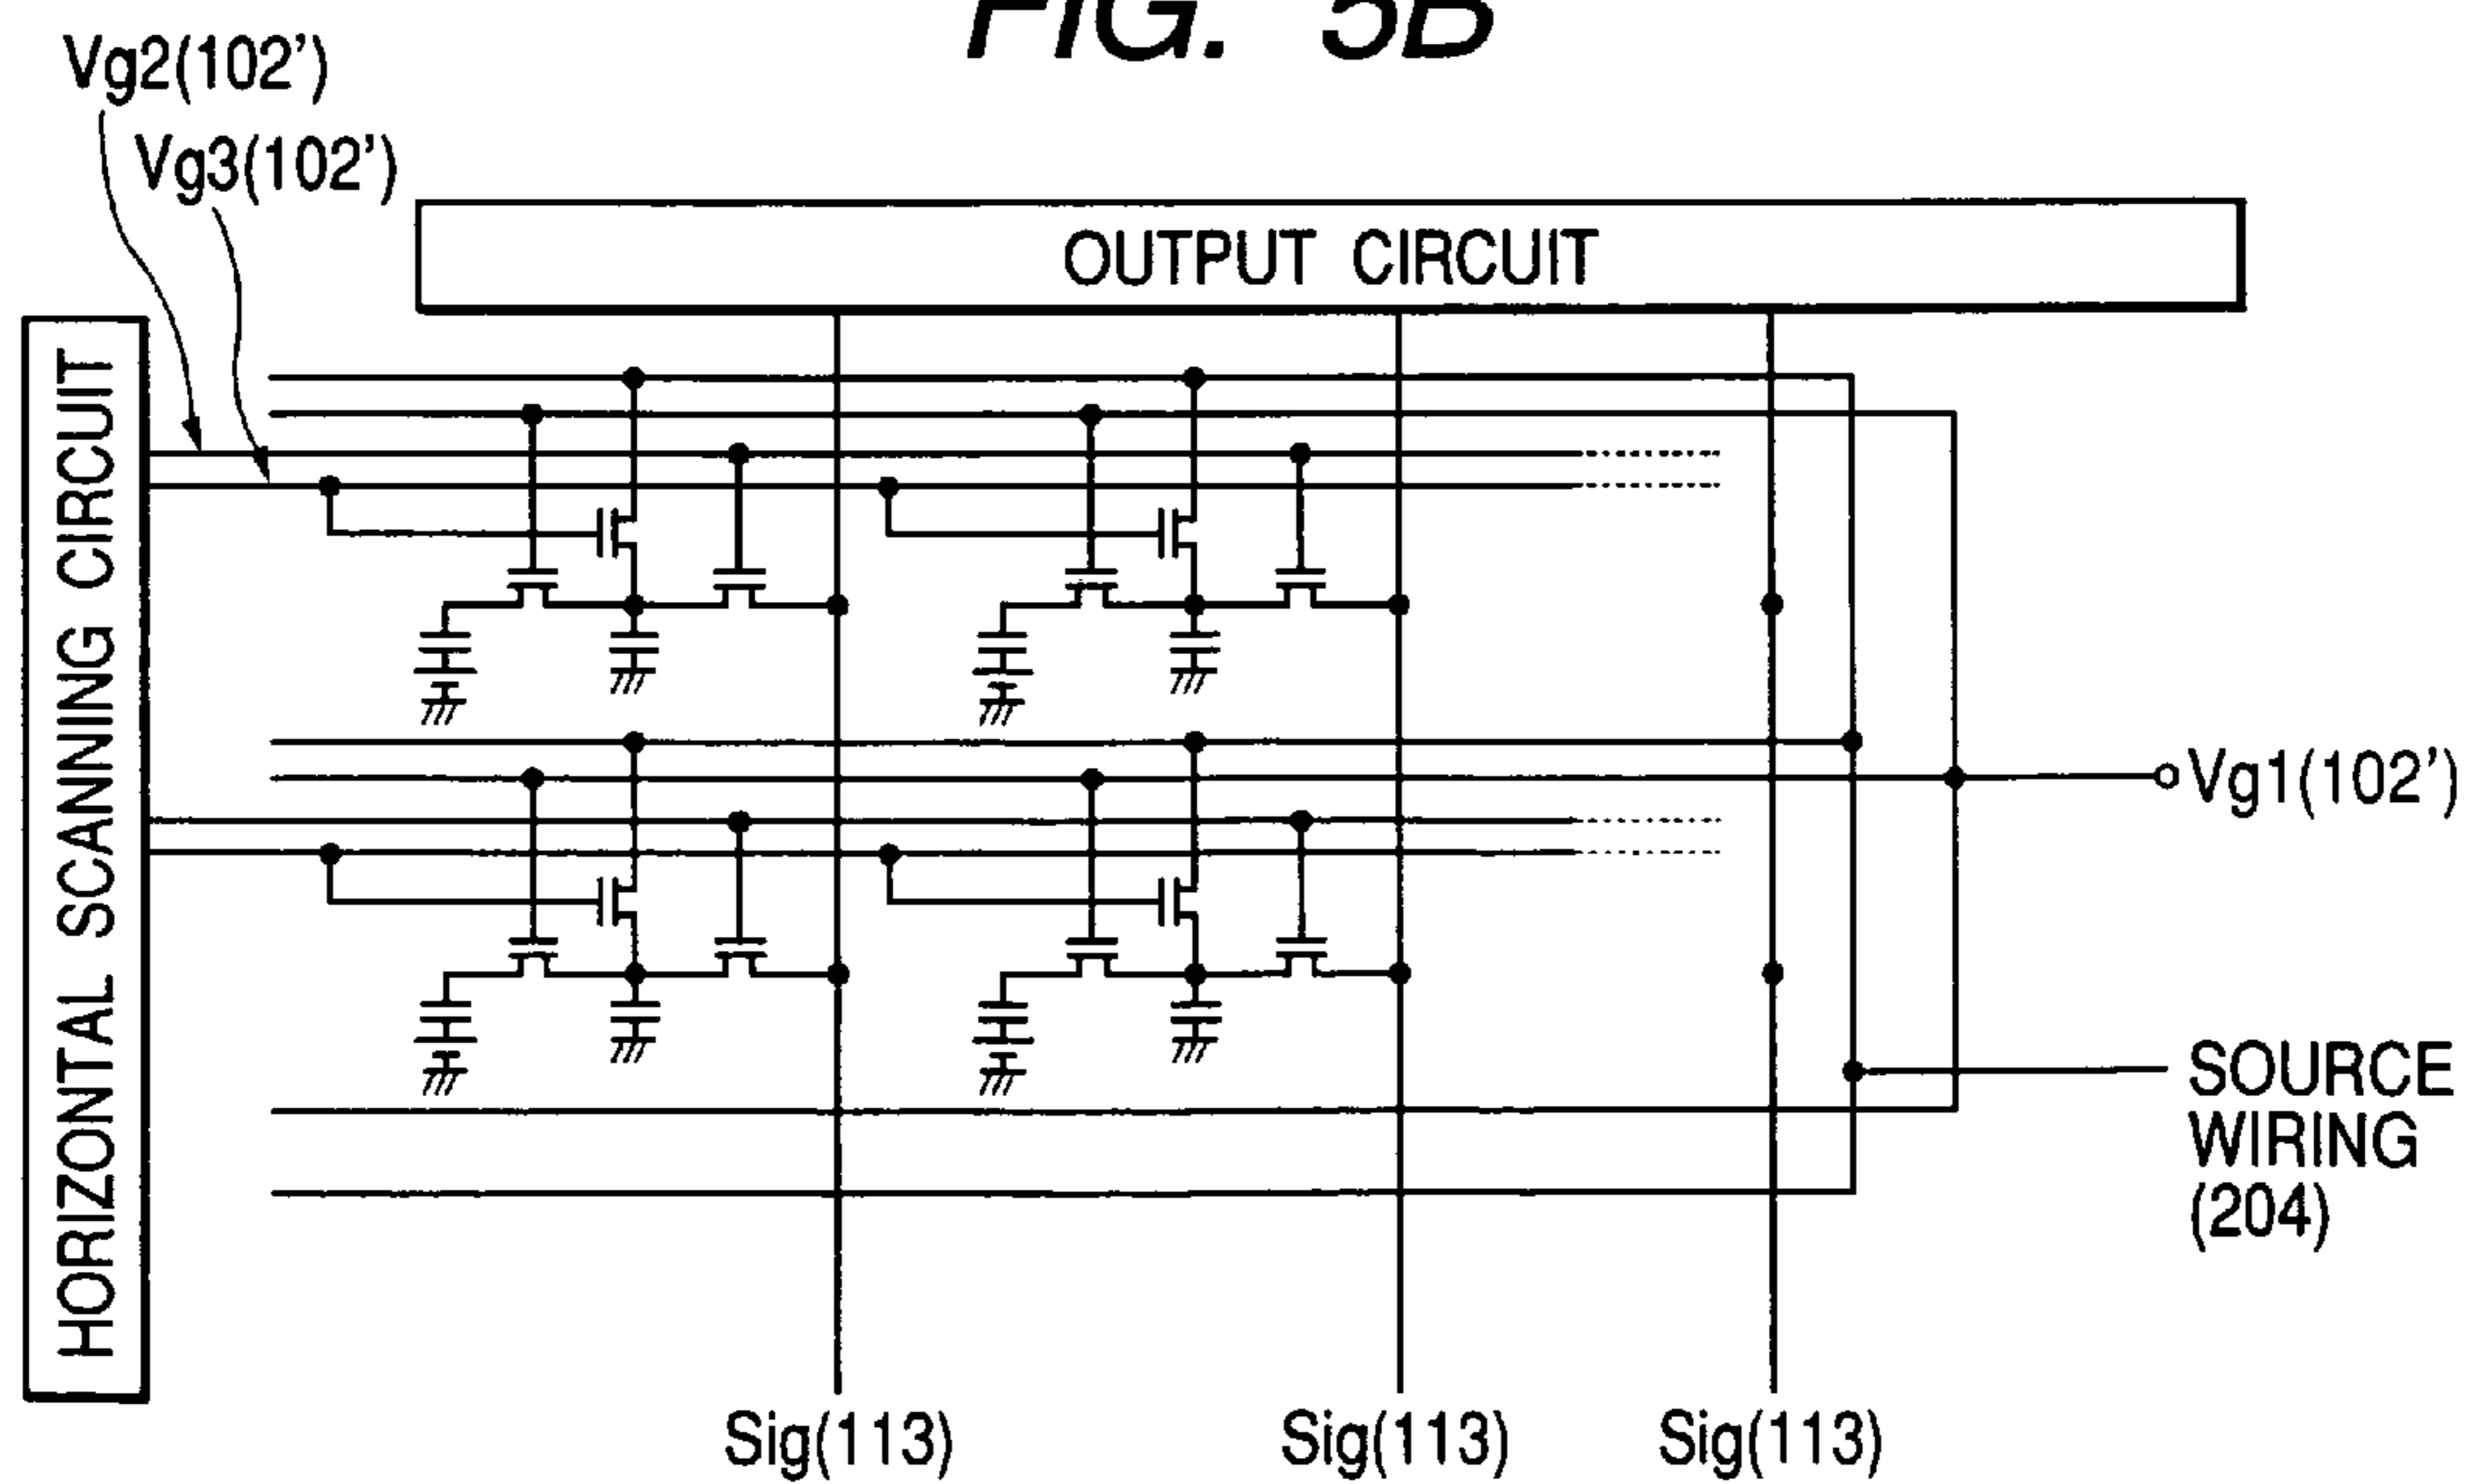 FIG. 5B
Vg2(102')
Vg3(102')
OUTPUT CIRCUIT
HORIZONTAL SCANNING CIRCUIT
Vg1(102')
SOURCE
WIRING
(204)
Sig(113)
Sig(113)
Sig(113)